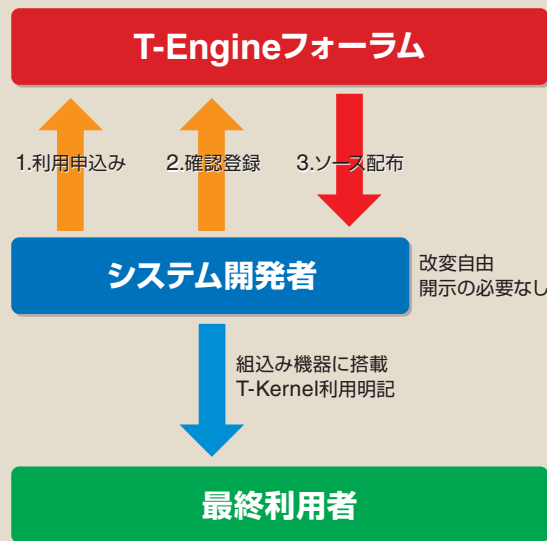 T-Engineフォーラム
1.利用申込み
2.確認登録
3.ソース配布
システム開発者
改変自由
開示の必要なし
組込み機器に搭載
T-Kernel利用明記
最終利用者